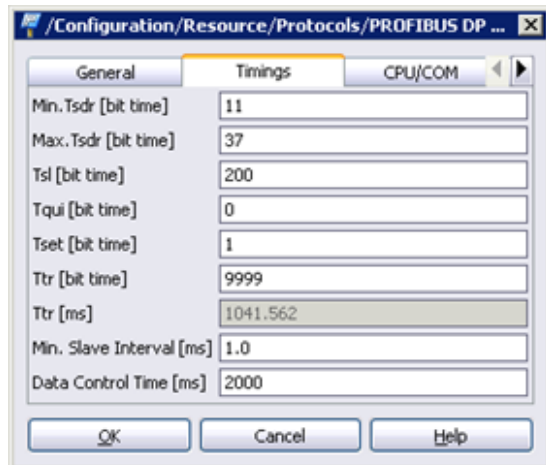 /Configuration/Resource/Protocols/PROFIBUS DP ...
General Timings CPU/COM
Min.Tsdr [bit time] 11
Max.Tsdr [bit time] 37
Tsl [bit time] 200
Tqui [bit time] 0
Tset [bit time] 1
Ttr [bit time] 9999
Ttr [ms] 1041.562
Min. Slave Interval [ms] 1.0
Data Control Time [ms] 2000
OK Cancel Help